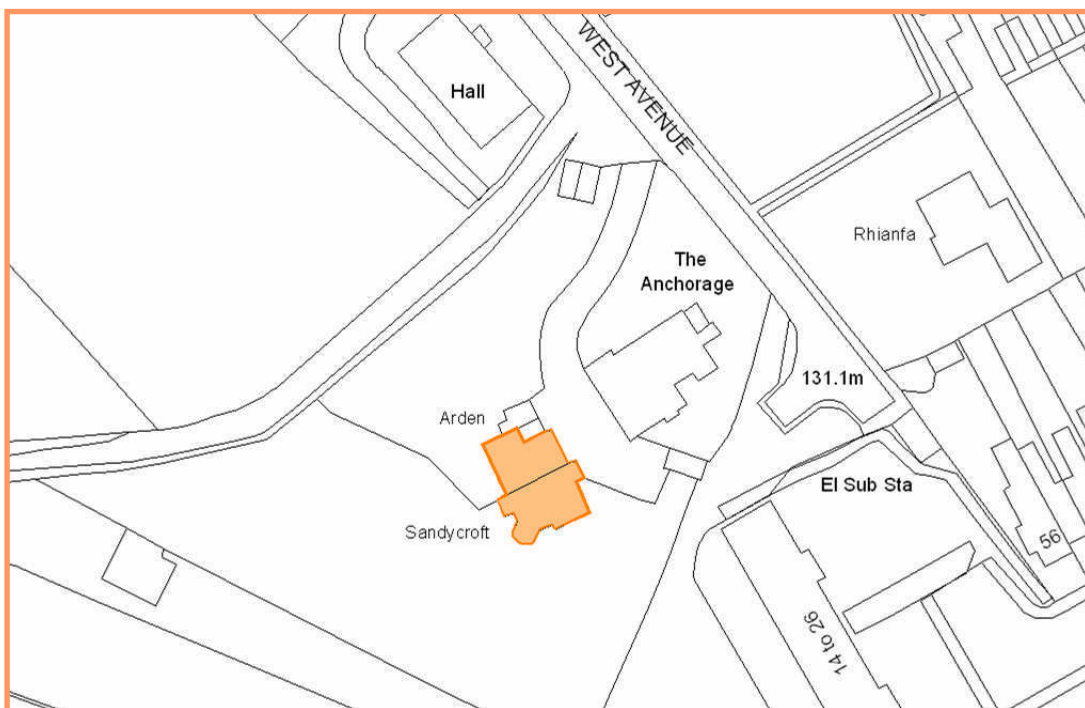 WEST AVENUE
Hall
Rhianfa
The
Anchorage
131.1m
Arden
El Sub Sta
Sandycroft
56
14 to 26